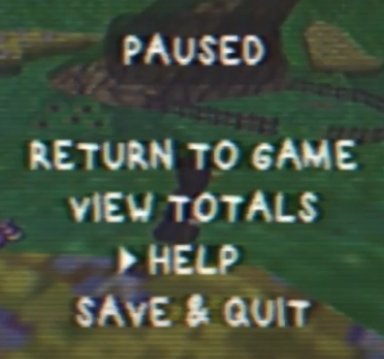 PAUSED
RETURN TO GAME
VIEW TOTALS
HELP
SAVE & QUIT